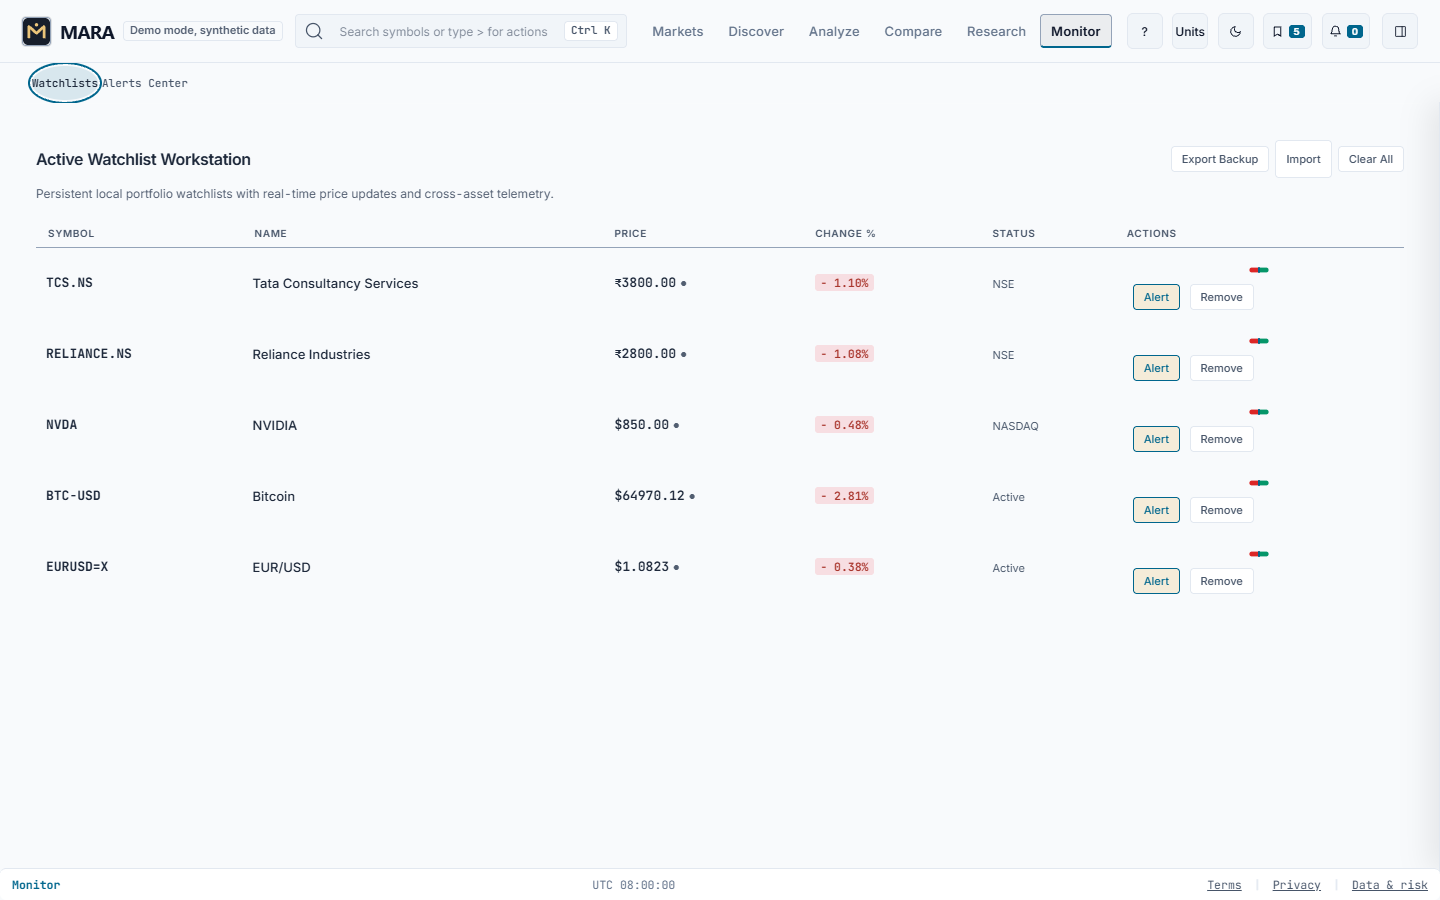 MARA Demo mode, synthetic data Search symbols or type > for actions Ctrl K Markets Discover Analyze Compare Research Monitor ? Units 5 0
Watchlists Alerts Center
Active Watchlist Workstation Export Backup Import Clear All
Persistent local portfolio watchlists with real-time price updates and cross-asset telemetry.
SYMBOL NAME PRICE CHANGE % STATUS ACTIONS
TCS.NS Tata Consultancy Services ₹3800.00 - 1.10% NSE Alert Remove
RELIANCE.NS Reliance Industries ₹2800.00 - 1.08% NSE Alert Remove
NVDA NVIDIA $850.00 - 0.48% NASDAQ Alert Remove
BTC-USD Bitcoin $64970.12 - 2.81% Active Alert Remove
EURUSD=X EUR/USD $1.0823 - 0.38% Active Alert Remove
Monitor UTC 08:00:00 Terms | Privacy | Data & risk